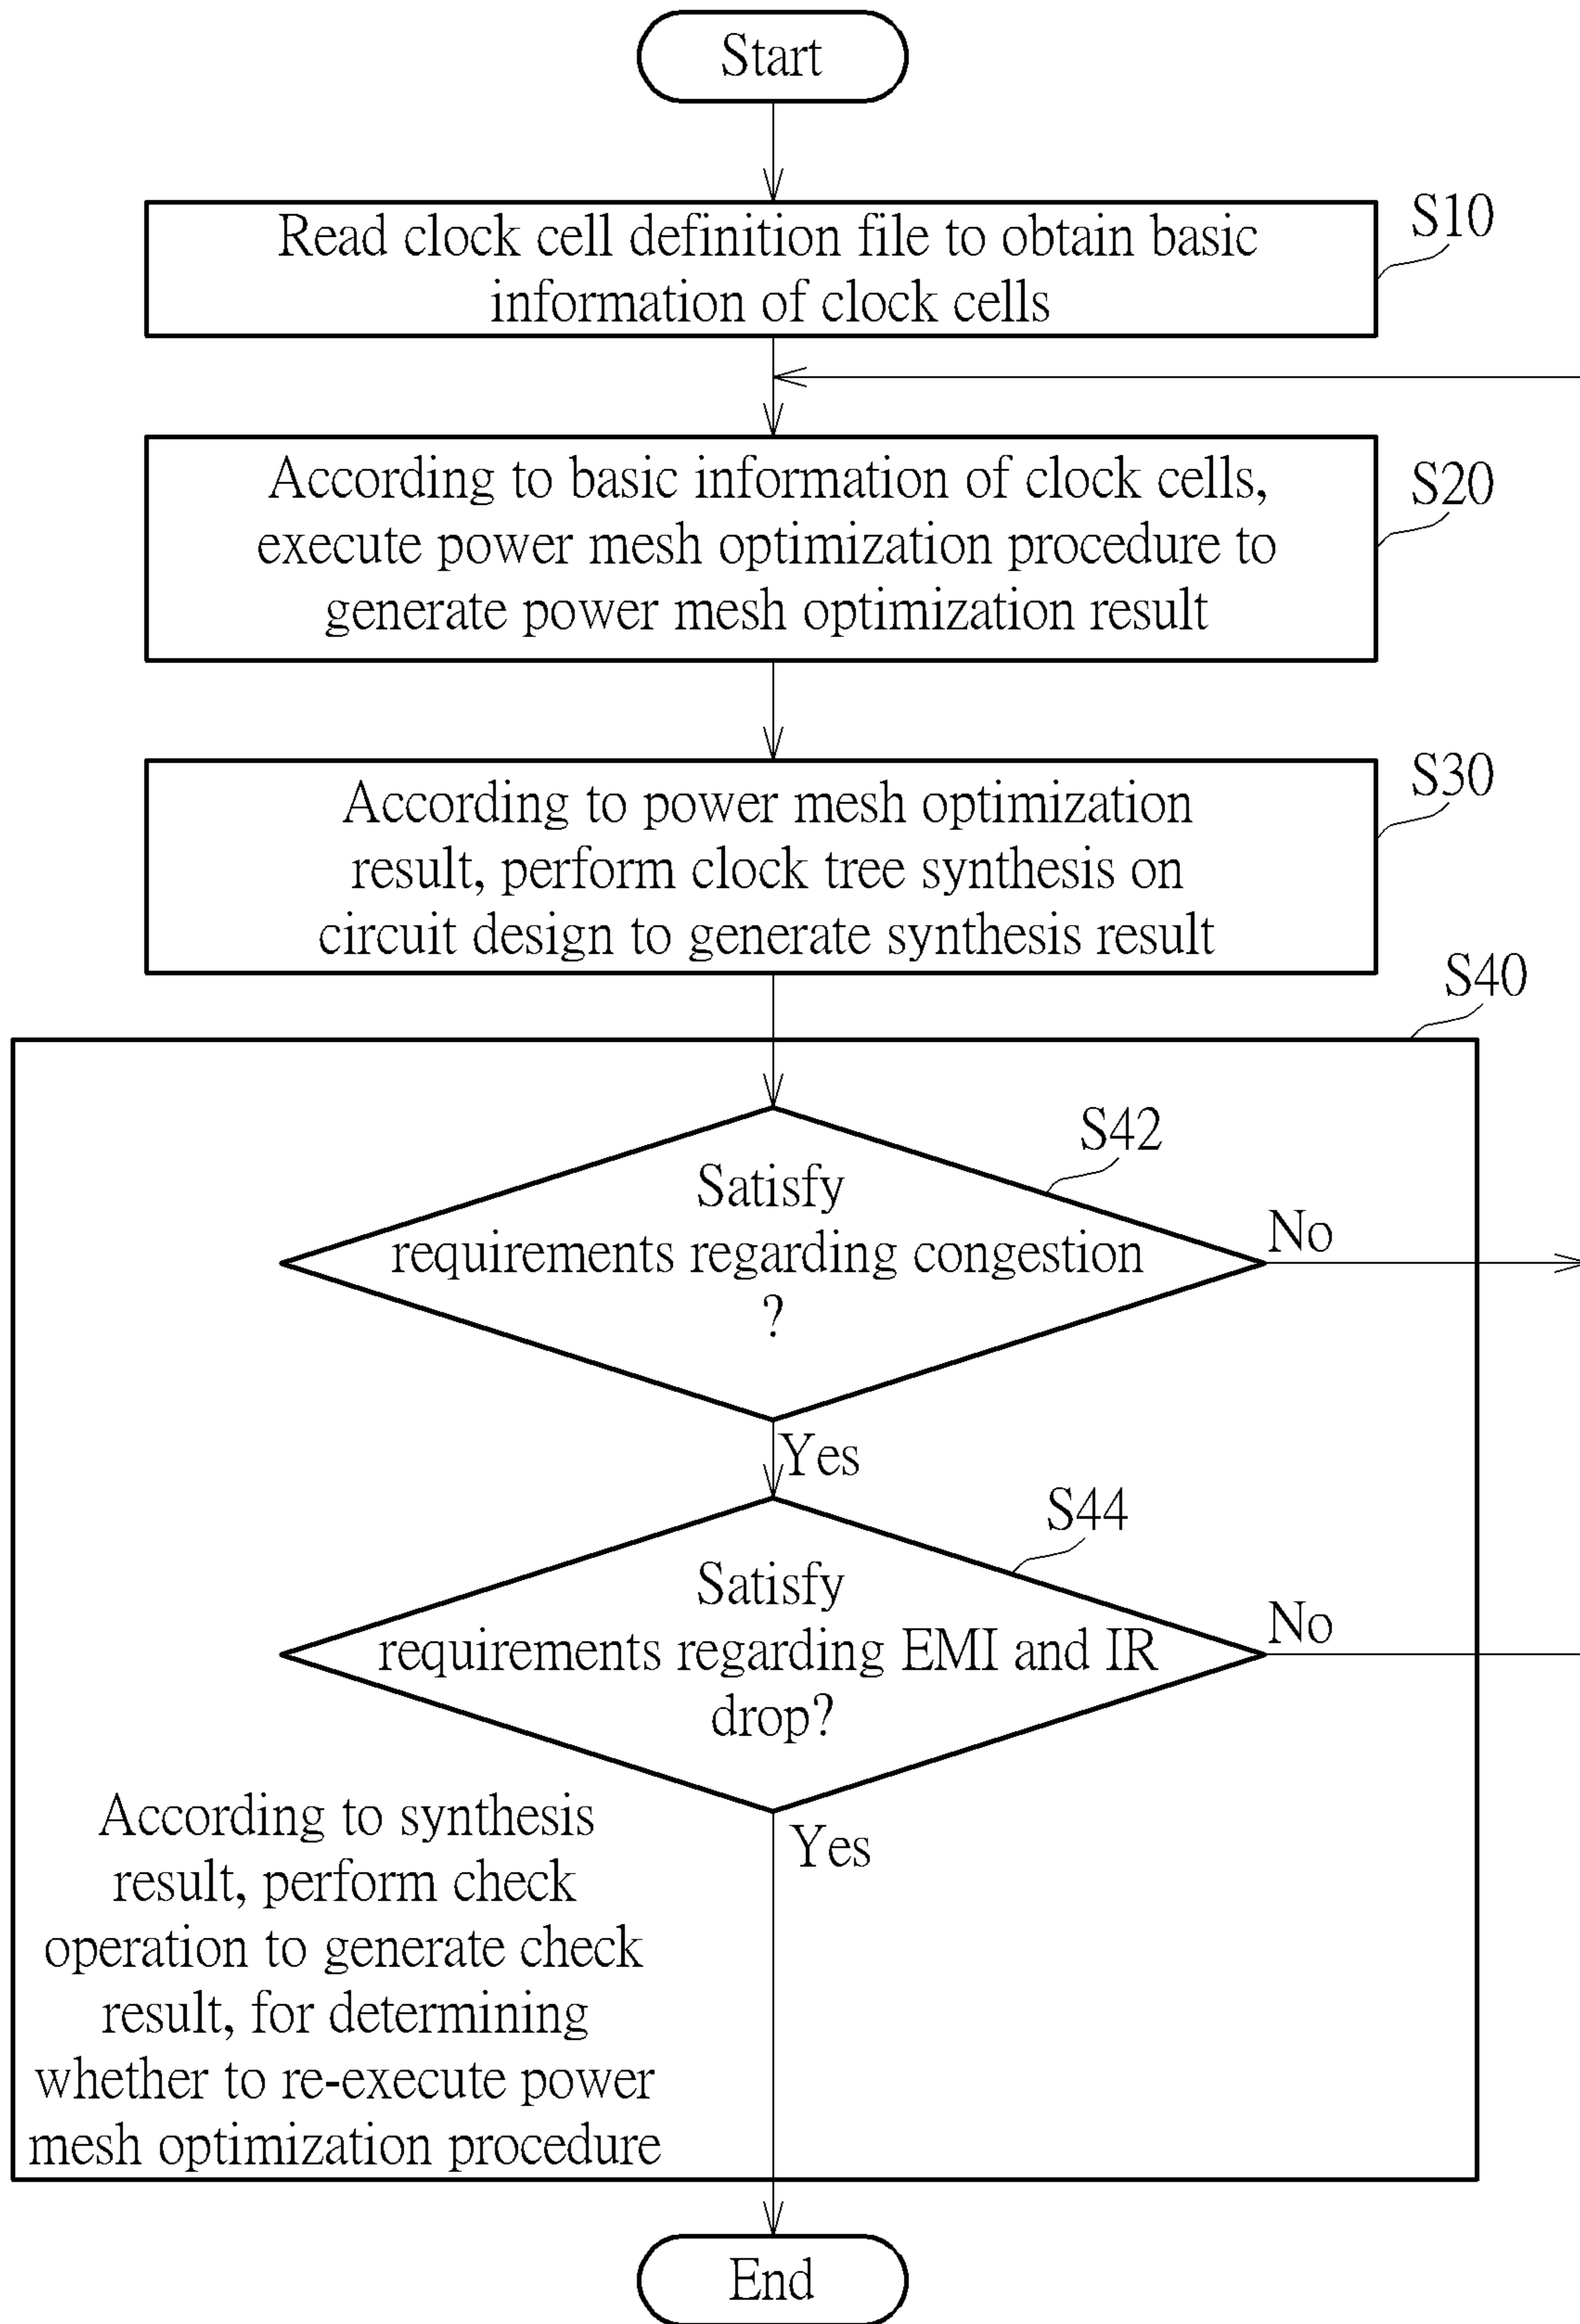 Start
S10
Read clock cell definition file to obtain basic
information of clock cells
S20
According to basic information of clock cells,
execute power mesh optimization procedure to
generate power mesh optimization result
S30
According to power mesh optimization
result, perform clock tree synthesis on
circuit design to generate synthesis result
S40
S42
Satisfy
requirements regarding congestion
?
No
Yes
S44
Satisfy
requirements regarding EMI and IR
drop?
No
Yes
According to synthesis
result, perform check
operation to generate check
result, for determining
whether to re-execute power
mesh optimization procedure
End